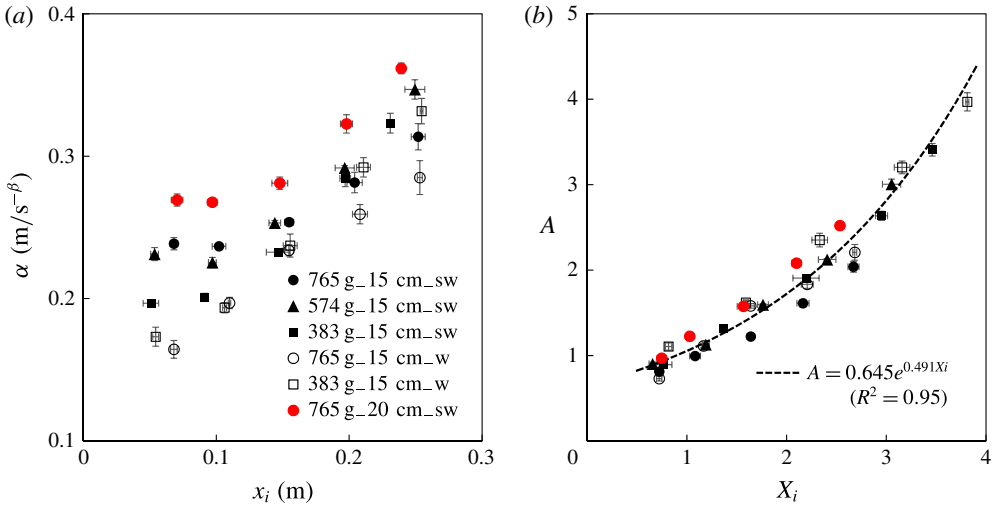 (a)
0.4
0.3
0.2
0.1
α (m/s^−β)
0
0.1
0.2
0.3
x_i (m)
765 g_15 cm_sw
574 g_15 cm_sw
383 g_15 cm_sw
765 g_15 cm_w
383 g_15 cm_w
765 g_20 cm_sw
(b)
5
4
3
2
1
A
0
1
2
3
4
X_i
A = 0.645e^0.491Xi
(R² = 0.95)